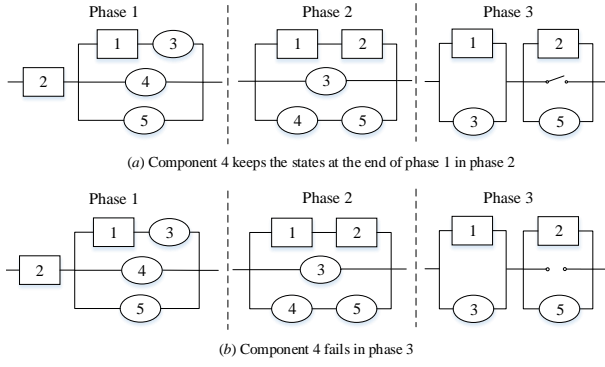 Phase 1 Phase 2 Phase 3
1 3 1 2 1 2
2 4 3
5 4 5 3 5
(a) Component 4 keeps the states at the end of phase 1 in phase 2
Phase 1 Phase 2 Phase 3
1 3 1 2 1 2
2 4 3
5 4 5 3 5
(b) Component 4 fails in phase 3